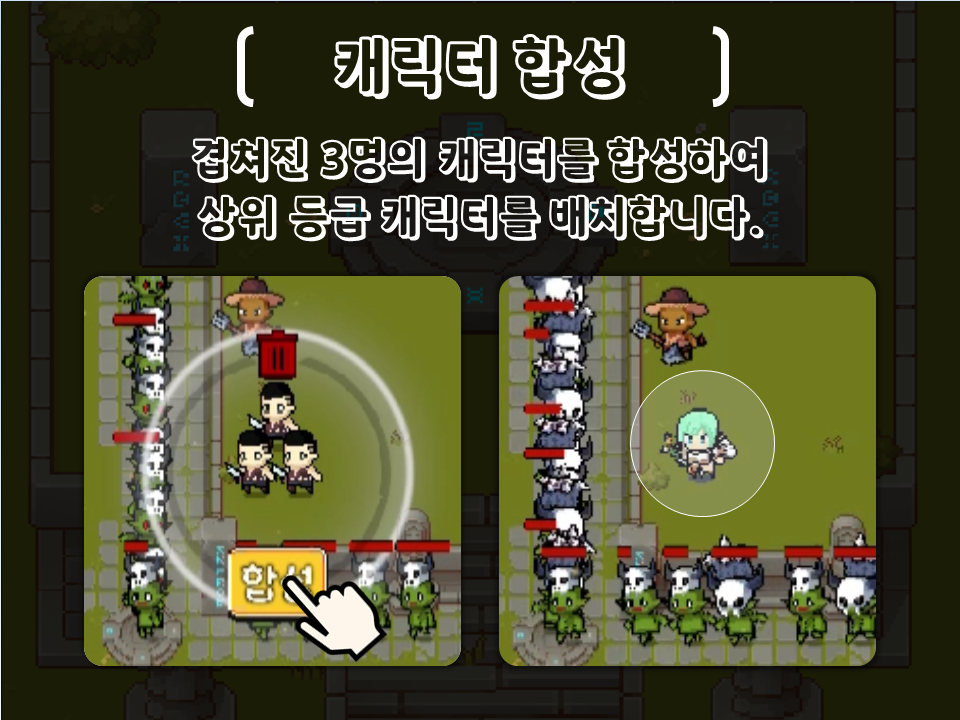 [ 캐릭터 합성 ]
겹쳐진 3명의 캐릭터를 합성하여
상위 등급 캐릭터를 배치합니다.
합성